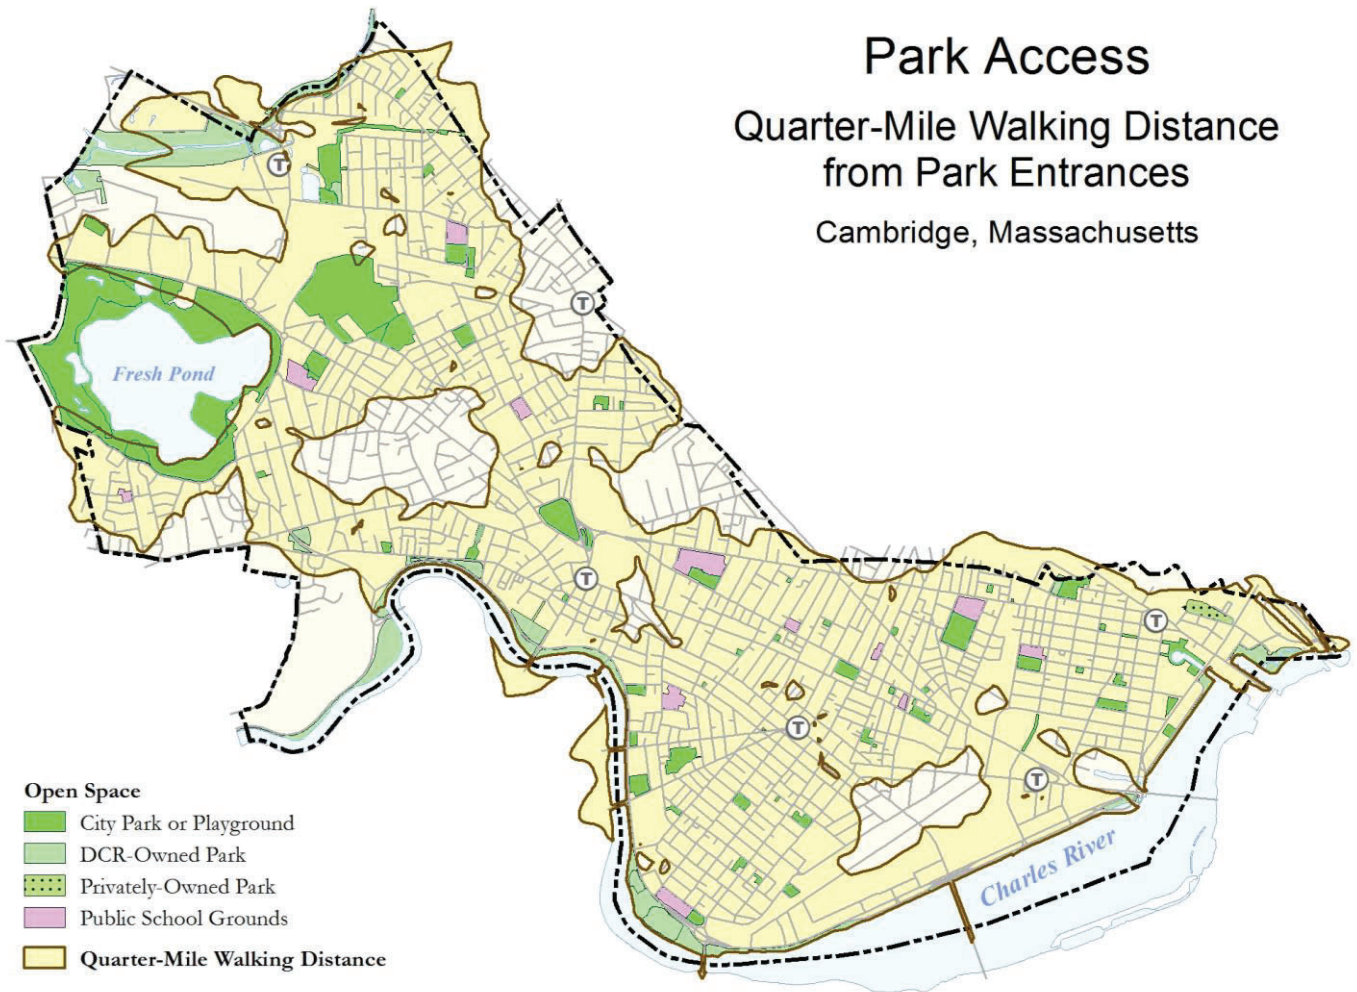 Park Access
Quarter-Mile Walking Distance
from Park Entrances
Cambridge, Massachusetts
T
T
Fresh Pond
T
T
T
T
Charles River
Open Space
City Park or Playground
DCR-Owned Park
Privately-Owned Park
Public School Grounds
Quarter-Mile Walking Distance